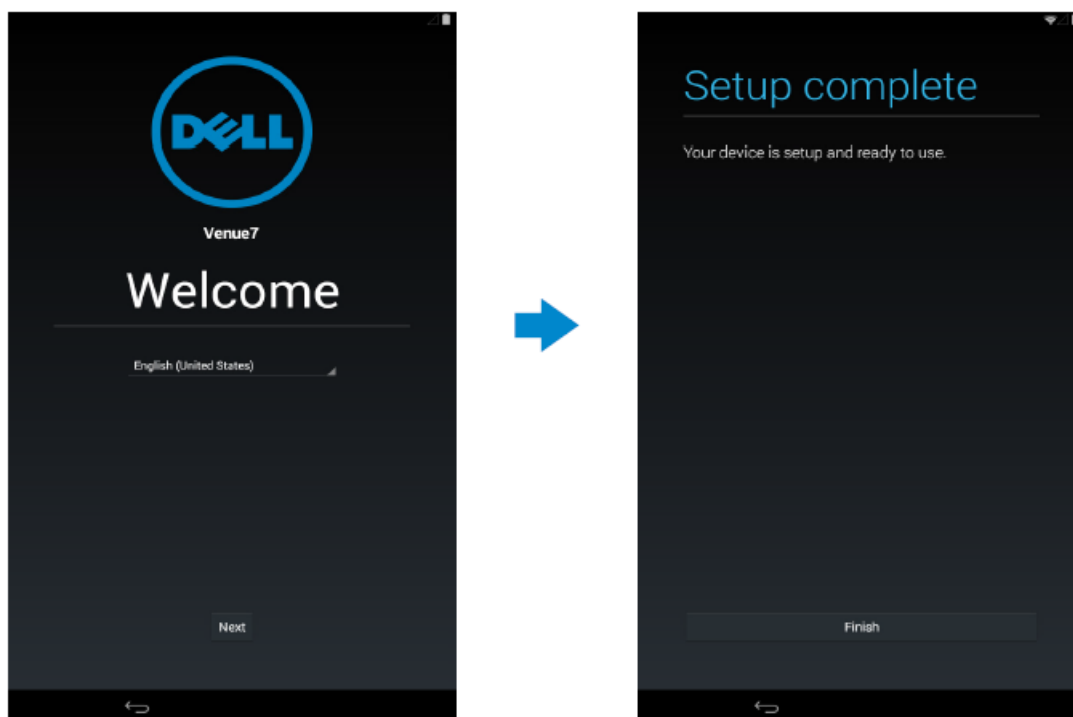 DELL
Venue7
Welcome
English (United States)
Next
Setup complete
Your device is setup and ready to use.
Finish